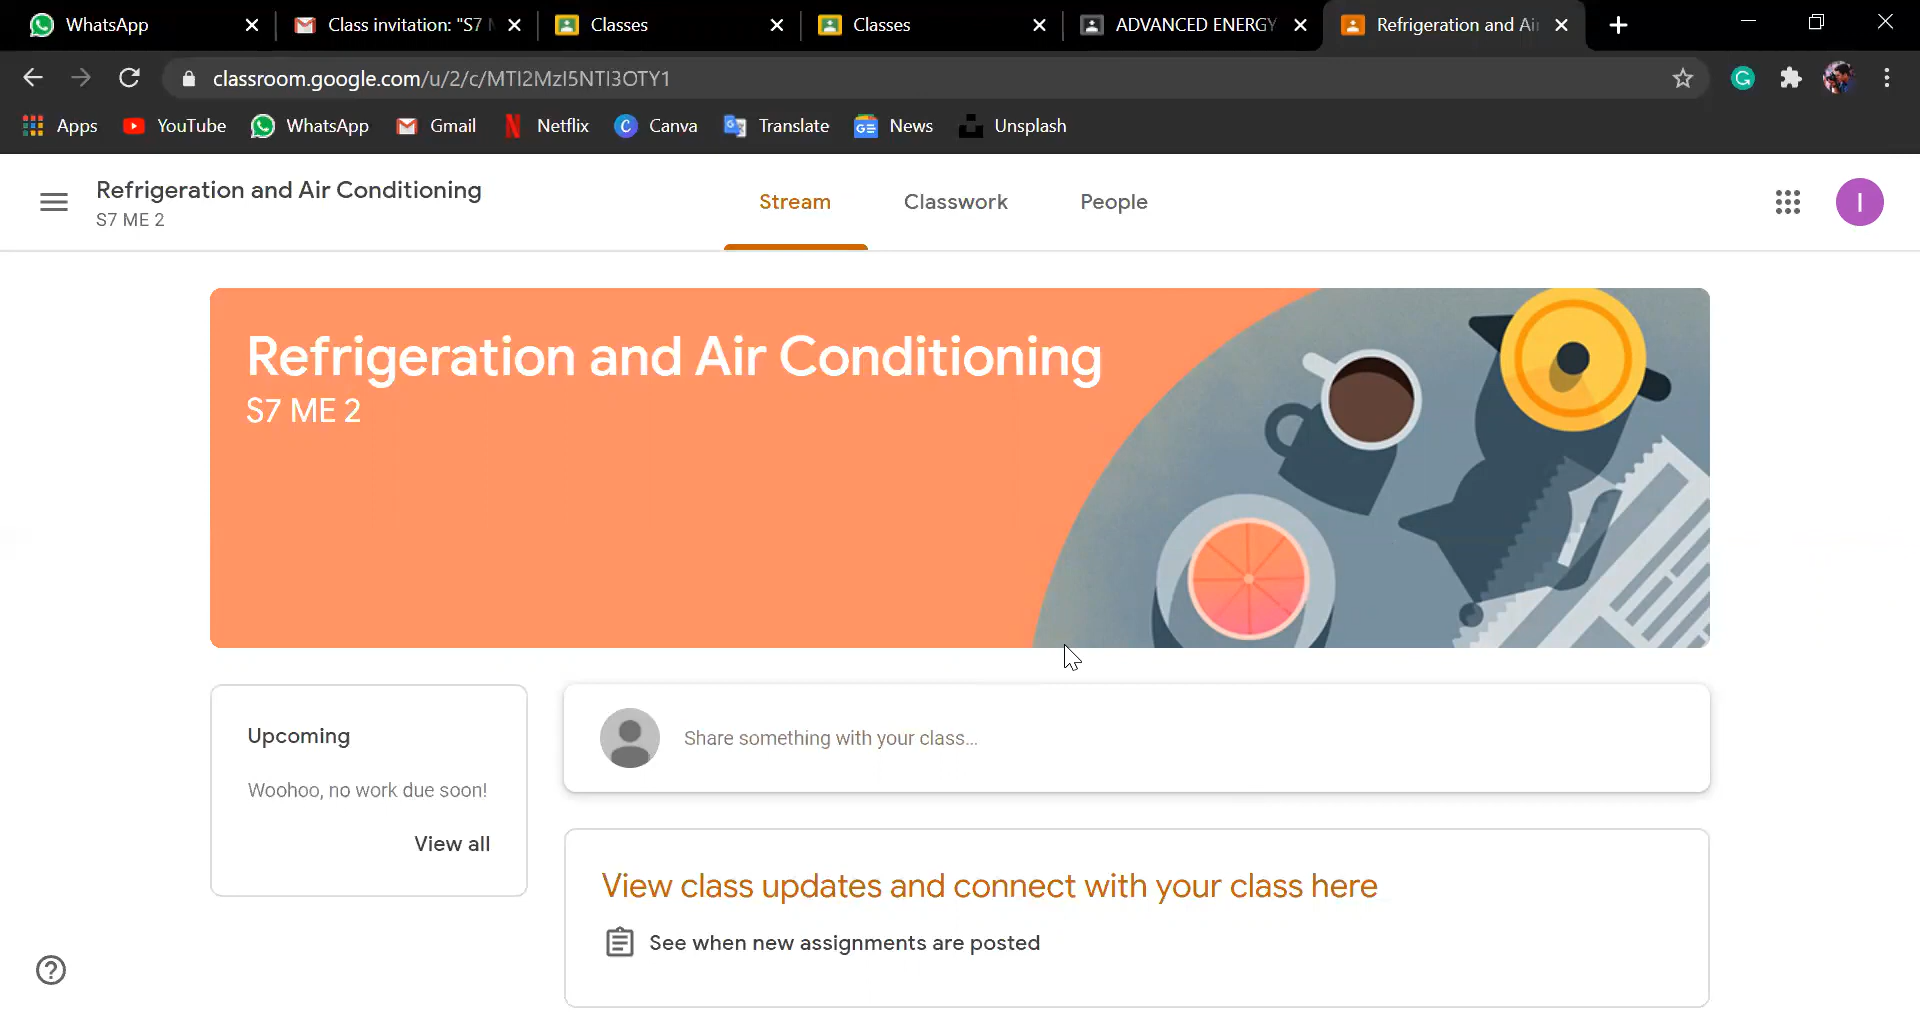 WhatsApp
Class invitation: "S7
Classes
Classes
ADVANCED ENERGY
Refrigeration and Ai
classroom.google.com/u/2/c/MTI2MzI5NTI3OTY1
Apps
YouTube
WhatsApp
Gmail
Netflix
Canva
Translate
News
Unsplash
Refrigeration and Air Conditioning
S7 ME 2
Stream
Classwork
People
I
Refrigeration and Air Conditioning
S7 ME 2
Upcoming
Woohoo, no work due soon!
View all
Share something with your class...
View class updates and connect with your class here
See when new assignments are posted